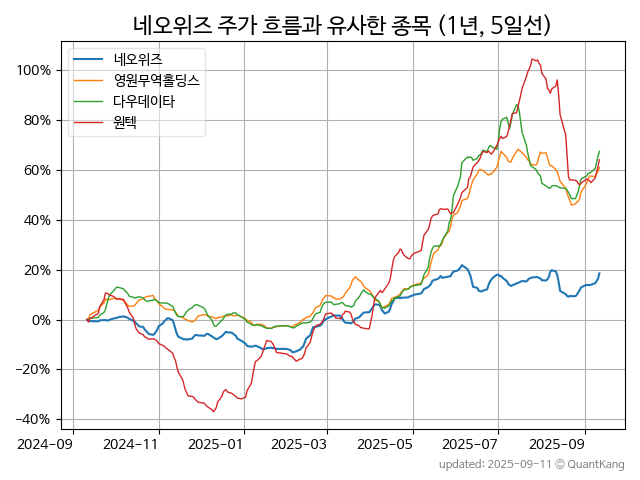 네오위즈 주가 흐름과 유사한 종목 (1년, 5일선)
네오위즈
영원무역홀딩스
다우데이타
원텍
100%
80%
60%
40%
20%
0%
−20%
−40%
2024-09
2024-11
2025-01
2025-03
2025-05
2025-07
2025-09
updated: 2025-09-11 © QuantKang